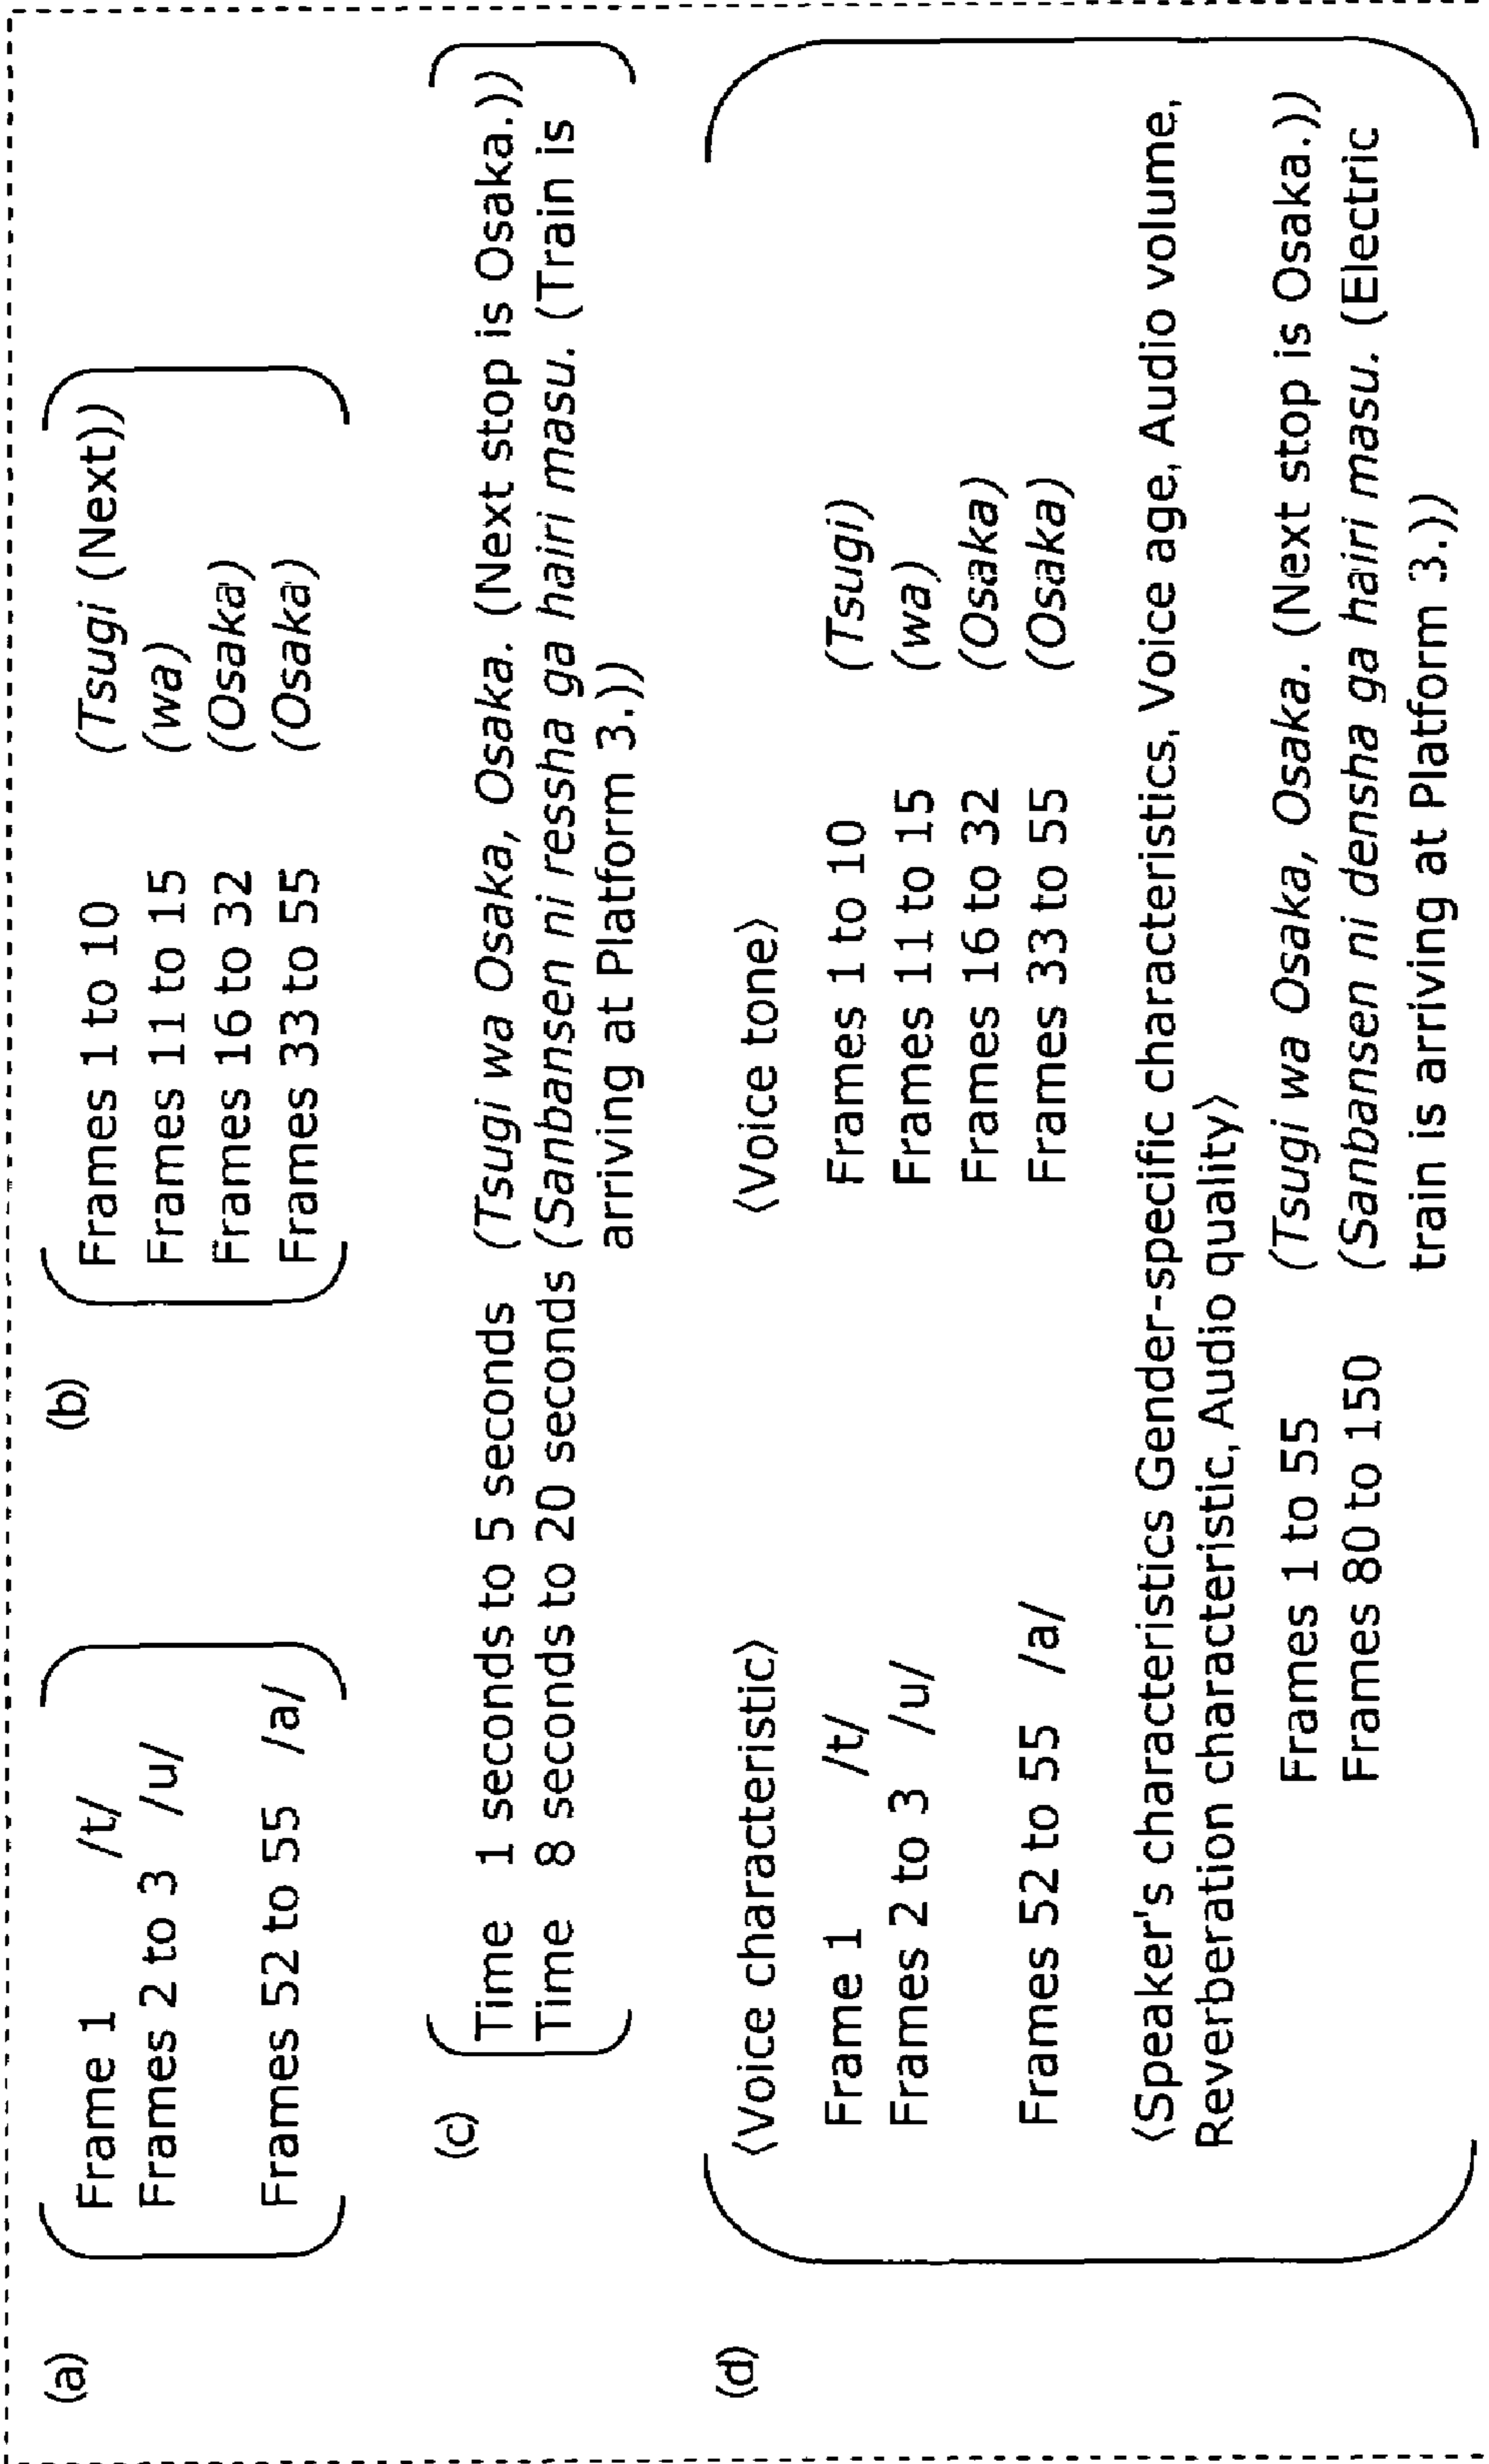 (a)
Frame 1 /t/
Frames 2 to 3 /u/
Frames 52 to 55 /a/
(b)
Frames 1 to 10 (Tsugi (Next))
Frames 11 to 15 (wa)
Frames 16 to 32 (Osaka)
Frames 33 to 55 (Osaka)
(c)
Time 1 seconds to 5 seconds (Tsugi wa Osaka, Osaka. (Next stop is Osaka.))
Time 8 seconds to 20 seconds (Sanbansen ni ressha ga hairi masu. (Train is
arriving at Platform 3.))
(d)
⟨Voice characteristic⟩
Frame 1 /t/
Frames 2 to 3 /u/
Frames 52 to 55 /a/
⟨Voice tone⟩
Frames 1 to 10 (Tsugi)
Frames 11 to 15 (wa)
Frames 16 to 32 (Osaka)
Frames 33 to 55 (Osaka)
⟨Speaker's characteristics Gender-specific characteristics, Voice age, Audio volume,
Reverberation characteristic, Audio quality⟩
Frames 1 to 55 (Tsugi wa Osaka, Osaka. (Next stop is Osaka.))
Frames 80 to 150 (Sanbansen ni densha ga hairi masu. (Electric
train is arriving at Platform 3.))